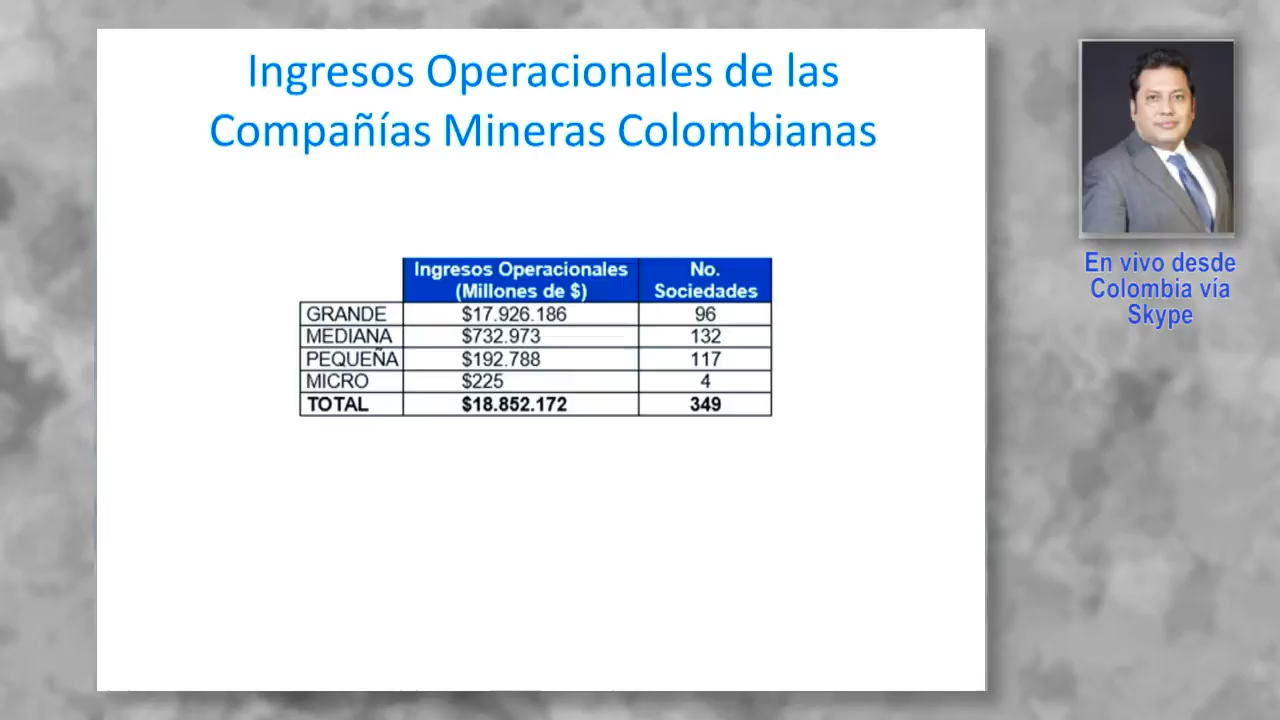 Ingresos Operacionales de las
Compañías Mineras Colombianas
Ingresos Operacionales
(Millones de $)
No.
Sociedades
GRANDE $17.926.186 96
MEDIANA $732.973 132
PEQUEÑA $192.788 117
MICRO $225 4
TOTAL $18.852.172 349
En vivo desde
Colombia vía
Skype